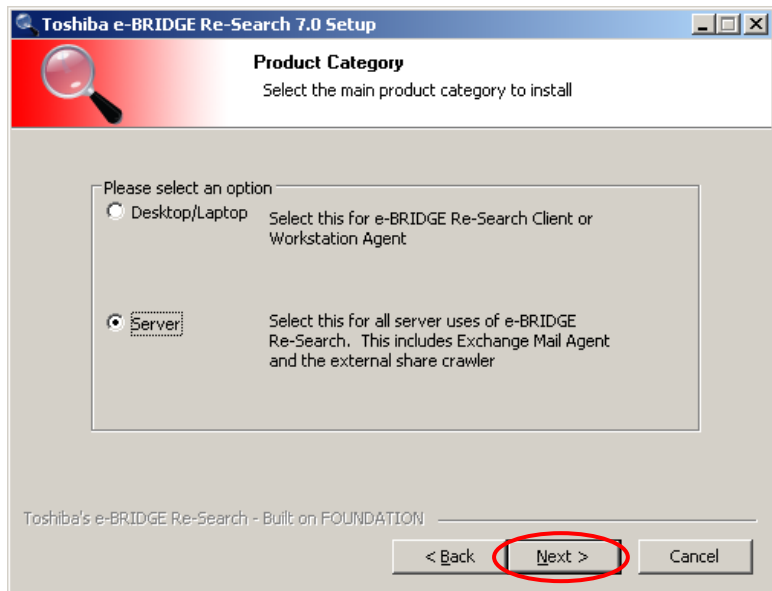 Toshiba e-BRIDGE Re-Search 7.0 Setup
Product Category
Select the main product category to install
Please select an option
Desktop/Laptop
Select this for e-BRIDGE Re-Search Client or
Workstation Agent
Server
Select this for all server uses of e-BRIDGE
Re-Search. This includes Exchange Mail Agent
and the external share crawler
Toshiba's e-BRIDGE Re-Search - Built on FOUNDATION
< Back
Next >
Cancel